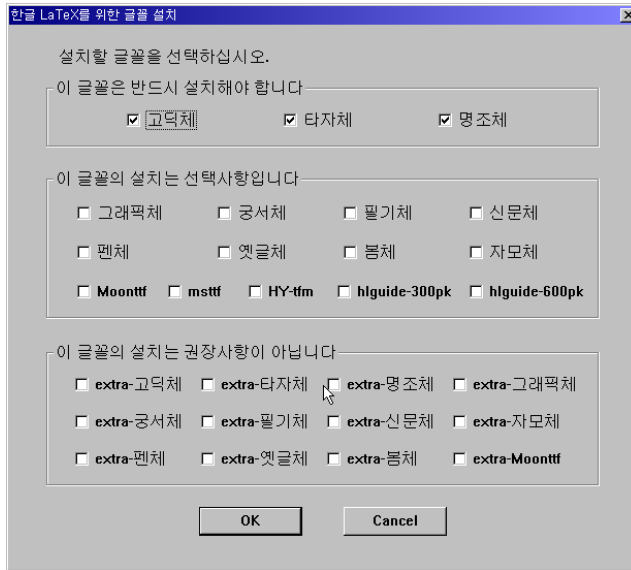 한글 LaTeX를 위한 글꼴 설치
설치할 글꼴을 선택하십시오.
이 글꼴은 반드시 설치해야 합니다
고딕체 타자체 명조체
이 글꼴의 설치는 선택사항입니다
그래픽체 궁서체 필기체 신문체
펜체 옛글체 봄체 자모체
Moonttf msttf HY-tfm hlguide-300pk hlguide-600pk
이 글꼴의 설치는 권장사항이 아닙니다
extra-고딕체 extra-타자체 extra-명조체 extra-그래픽체
extra-궁서체 extra-필기체 extra-신문체 extra-자모체
extra-펜체 extra-옛글체 extra-봄체 extra-Moonttf
OK Cancel